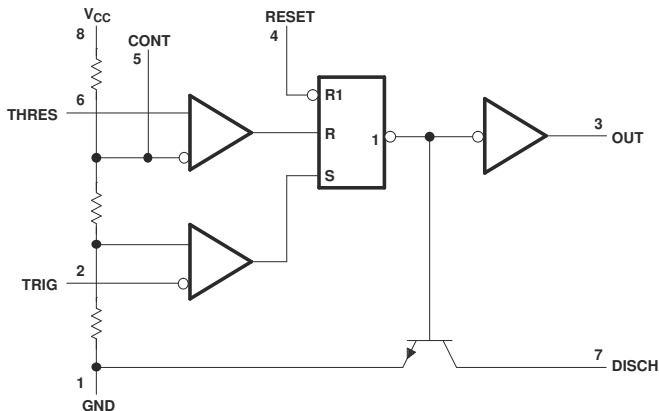 VCC
8
CONT
5
RESET
4
6
THRES
R1
R
1
S
3
OUT
2
TRIG
7
DISCH
1
GND